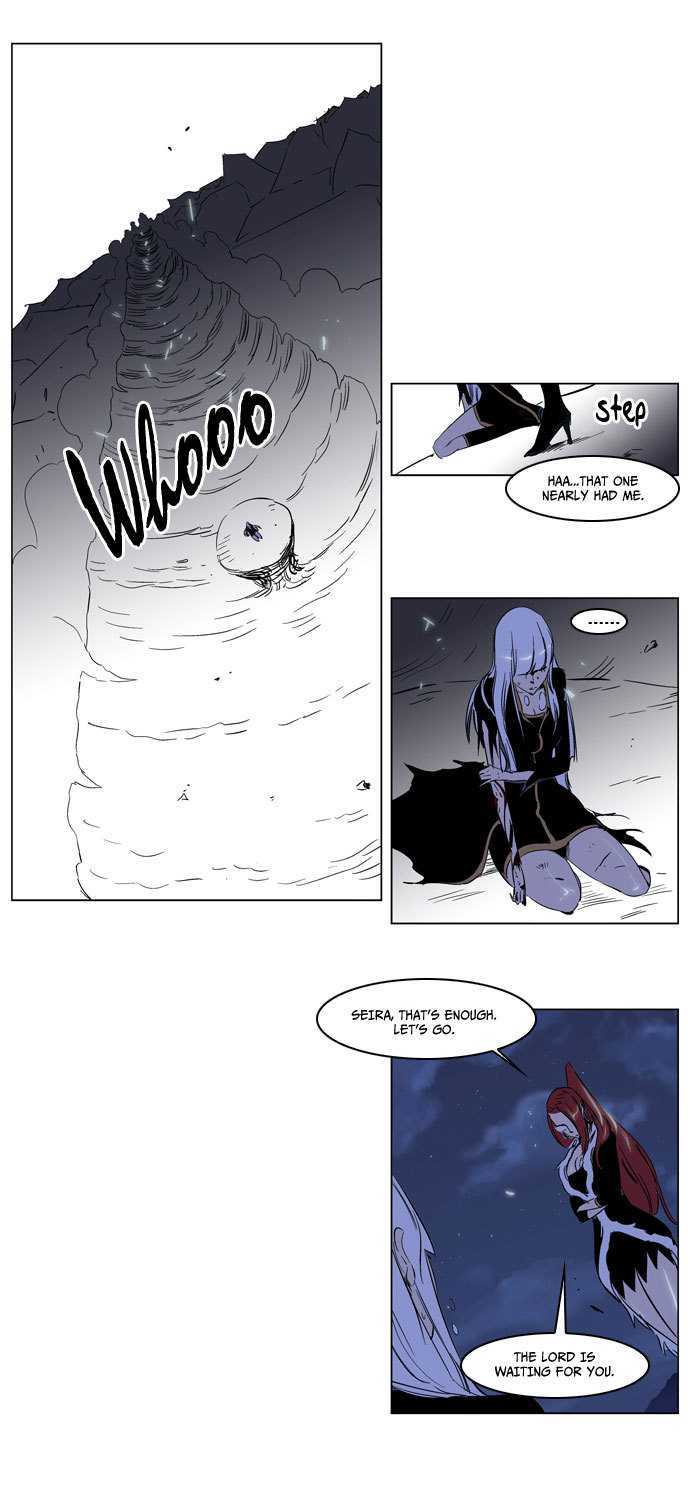 Whooo
step
HAA...THAT ONE
NEARLY HAD ME.
------
SEIRA, THAT'S ENOUGH.
LET'S GO.
THE LORD IS
WAITING FOR YOU.